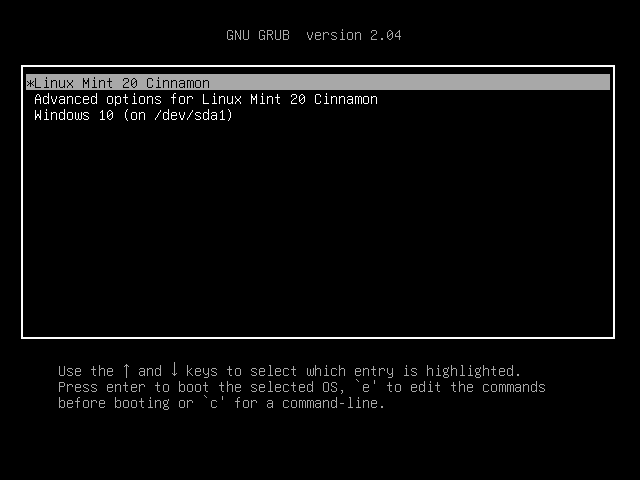 GNU GRUB  version 2.04
*Linux Mint 20 Cinnamon
Advanced options for Linux Mint 20 Cinnamon
Windows 10 (on /dev/sda1)
Use the ↑ and ↓ keys to select which entry is highlighted.
Press enter to boot the selected OS, `e' to edit the commands
before booting or `c' for a command-line.